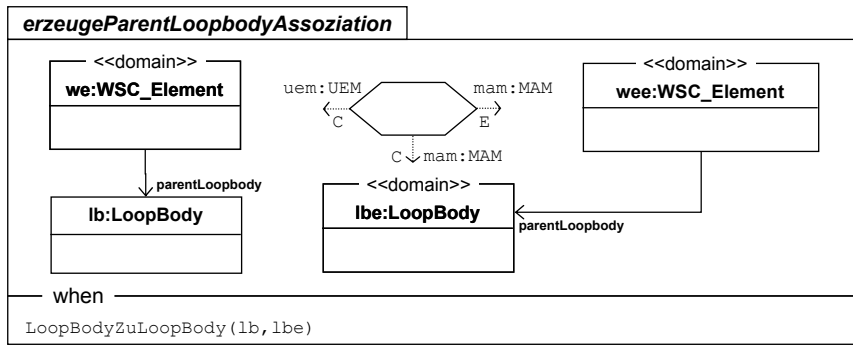 erzeugeParentLoopbodyAssoziation
<<domain>>
we:WSC_Element
uem:UEM
mam:MAM
C
E
C mam:MAM
<<domain>>
wee:WSC_Element
parentLoopbody
lb:LoopBody
<<domain>>
lbe:LoopBody
parentLoopbody
when
LoopBodyZuLoopBody(lb,lbe)